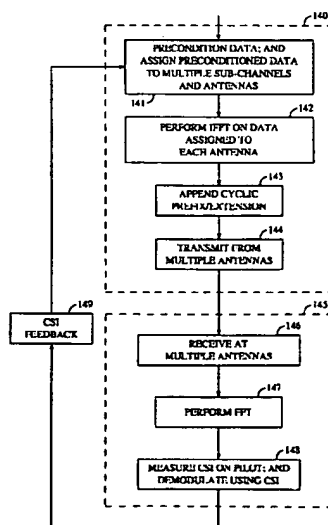 140
PRECONDITION DATA; AND
ASSIGN PRECONDITIONED DATA
TO MULTIPLE SUB-CHANNELS
AND ANTENNAS
141
142
PERFORM IFFT ON DATA
ASSIGNED TO
EACH ANTENNA
143
APPEND CYCLIC
PREFIX/EXTENSION
144
TRANSMIT FROM
MULTIPLE ANTENNAS
149
CSI
FEEDBACK
145
146
RECEIVE AT
MULTIPLE ANTENNAS
147
PERFORM FFT
148
MEASURE CSI ON PILOT; AND
DEMODULATE USING CSI